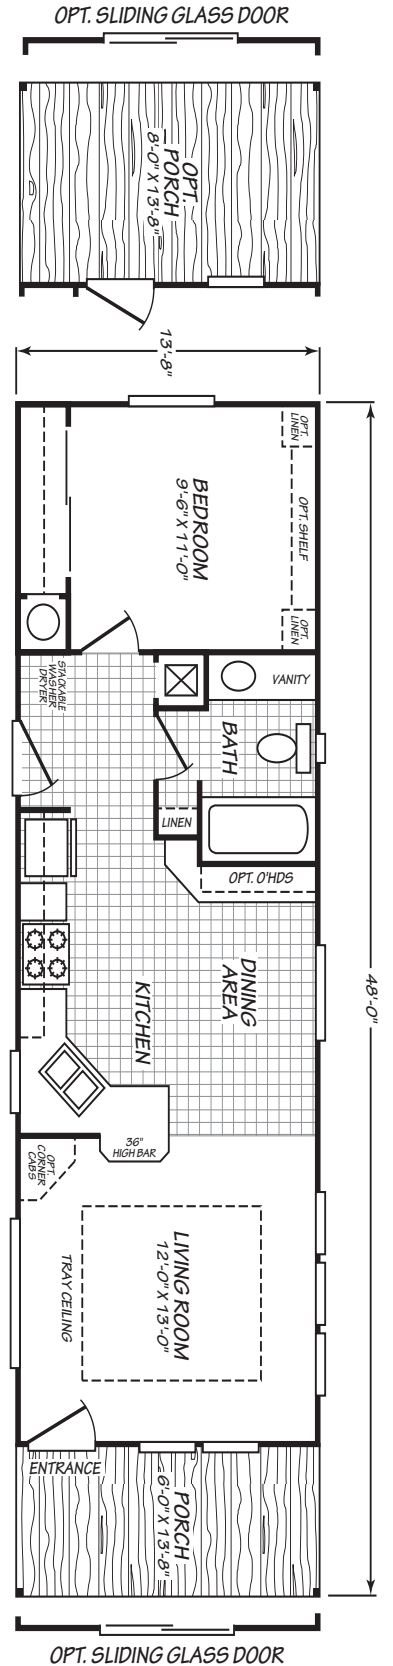 OPT. SLIDING GLASS DOOR
OPT.
PORCH
8'-0" X 13'-8"
13'-8"
OPT.
LINEN
BEDROOM
9'-6" X 11'-0"
OPT. SHELF
OPT.
LINEN
STACKABLE
WASHER
DRYER
VANITY
BATH
LINEN
OPT. O'HDS
DINING
AREA
KITCHEN
48'-0"
36"
HIGH BAR
OPT.
CORNER
CABS
LIVING ROOM
12'-0" X 13'-0"
TRAY CEILING
ENTRANCE
PORCH
6'-0" X 13'-8"
OPT. SLIDING GLASS DOOR